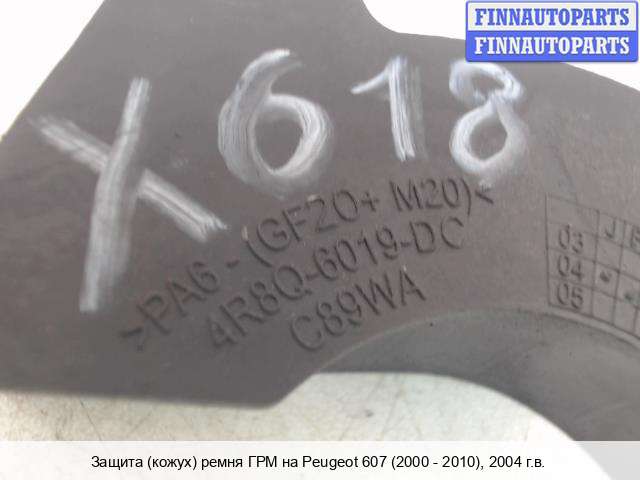 FINNAUTOPARTS
FINNAUTOPARTS
X618
>PA6-(GF20+ M20)<
4R8Q-6019-DC
C89WA
J F
03
04
05
Защита (кожух) ремня ГРМ на Peugeot 607 (2000 - 2010), 2004 г.в.